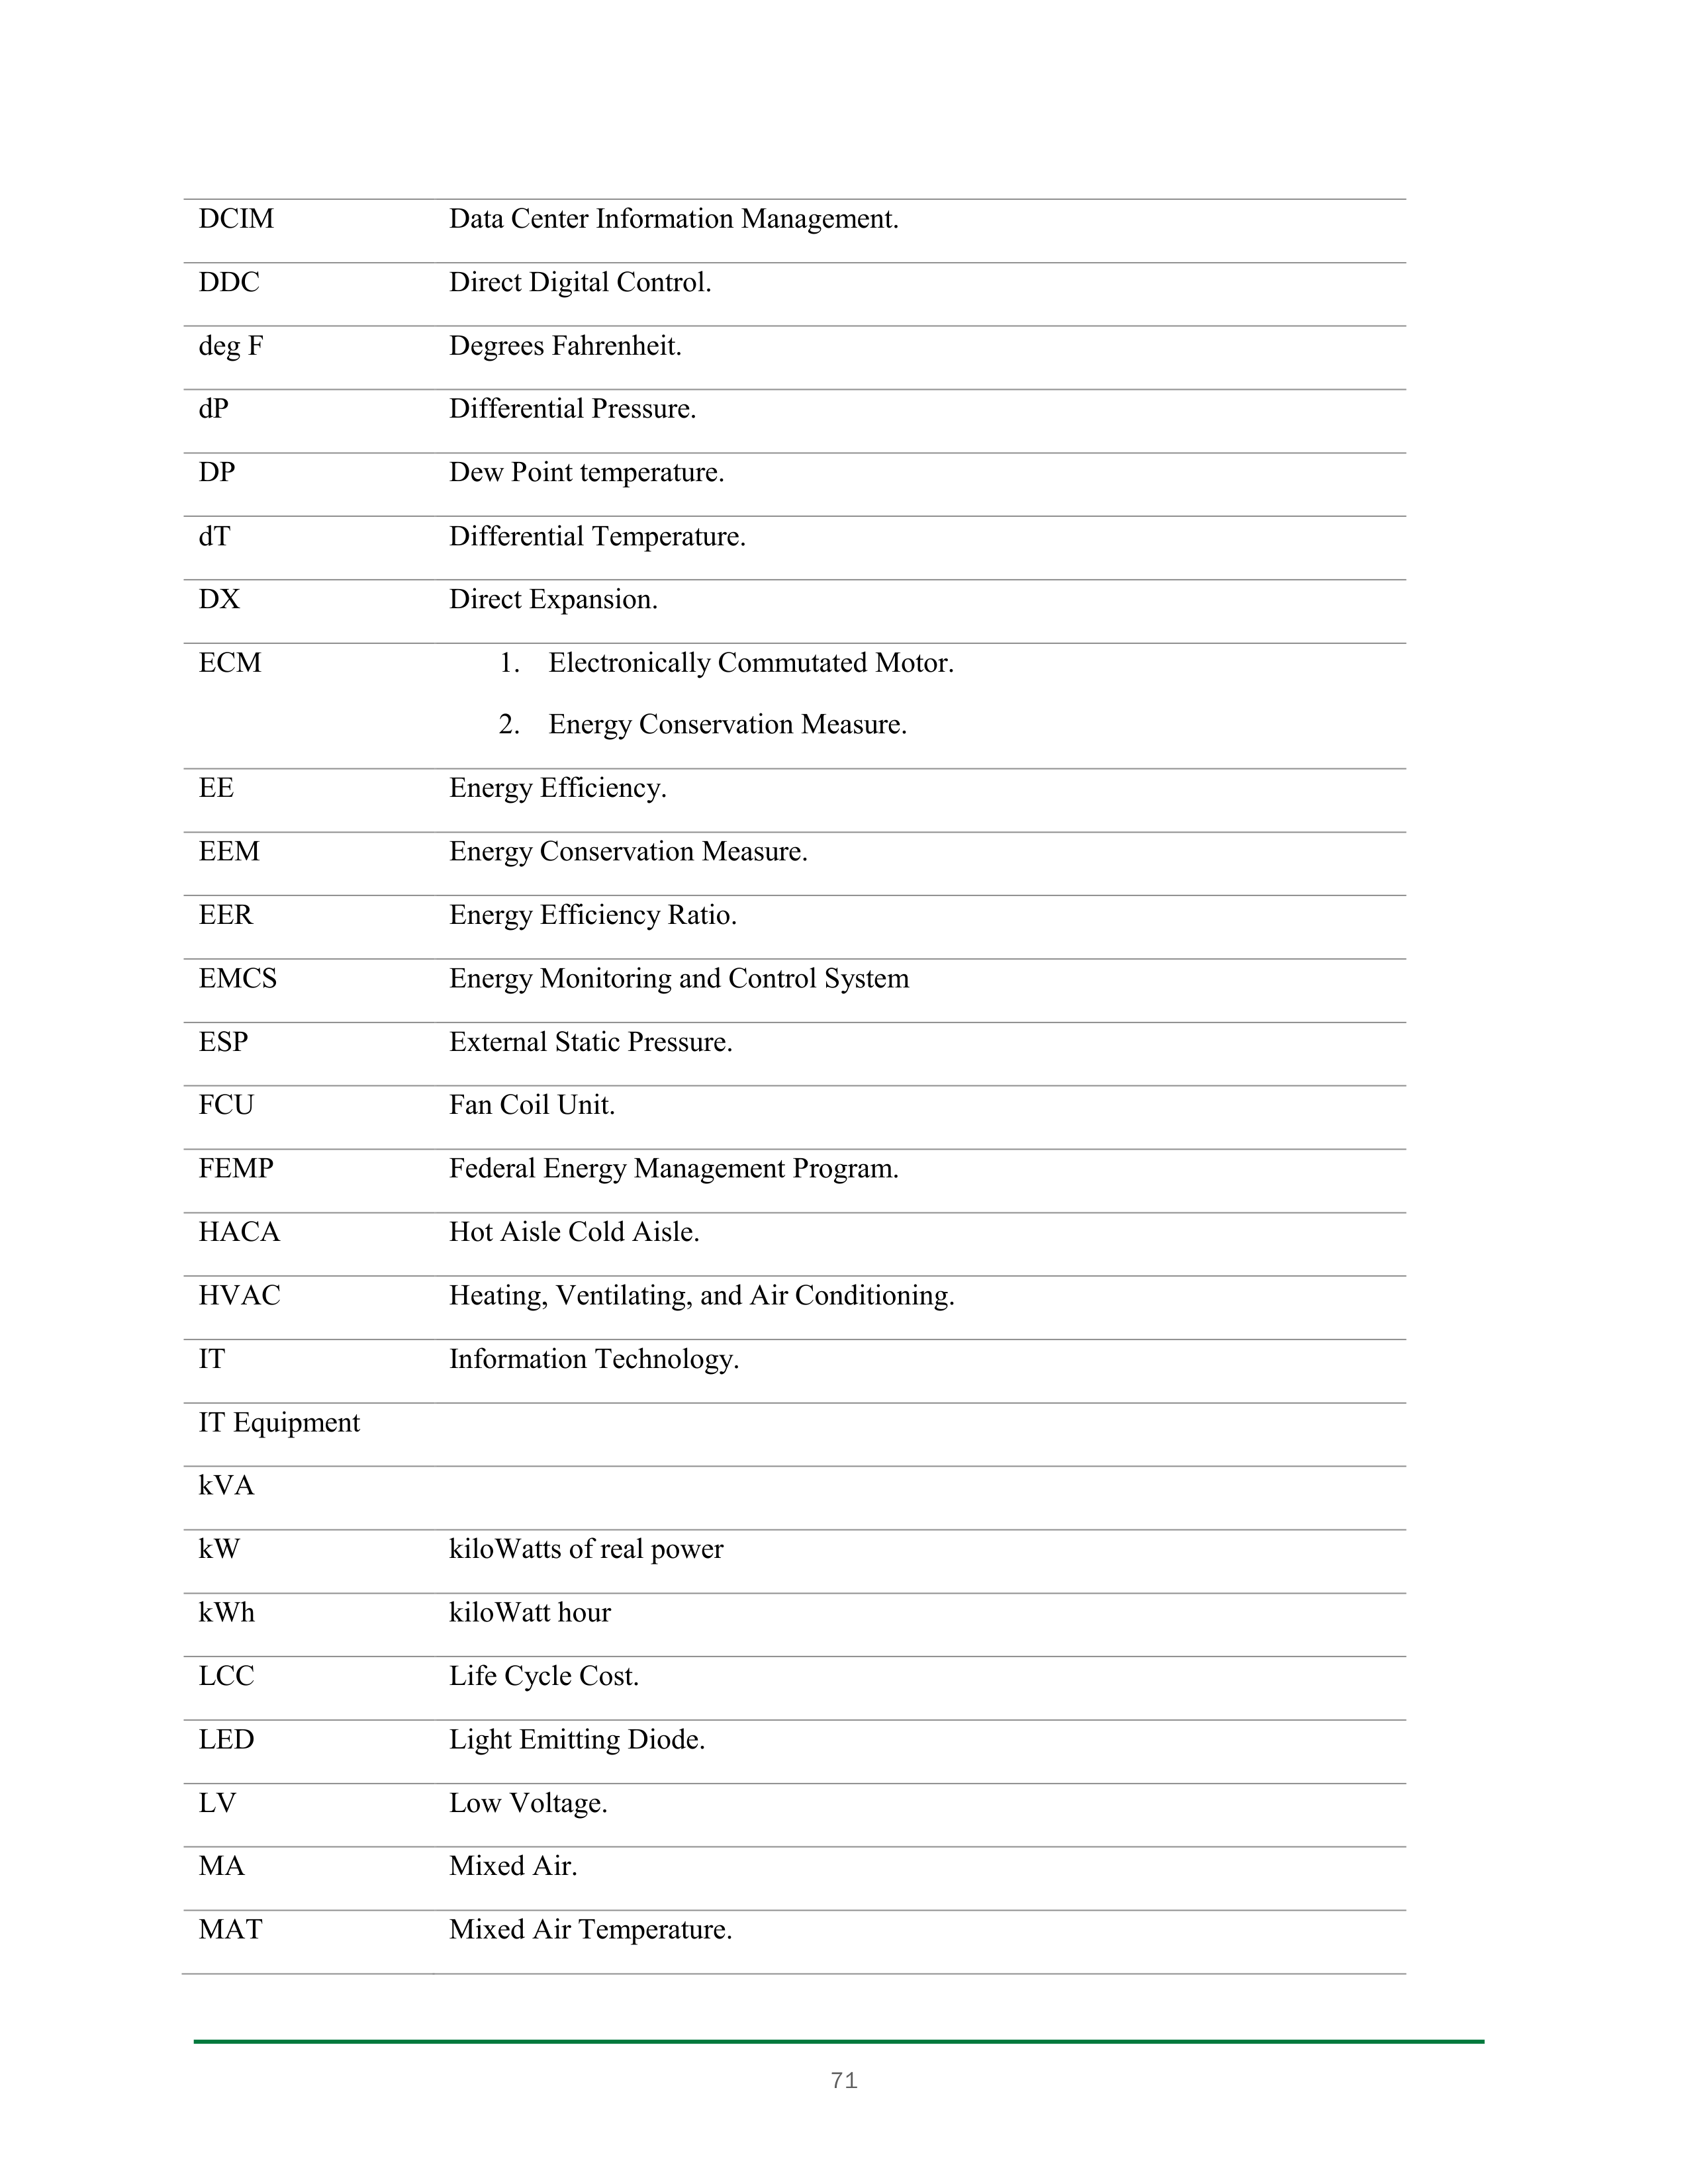 DCIM Data Center Information Management.
DDC Direct Digital Control.
deg F Degrees Fahrenheit.
dP Differential Pressure.
DP Dew Point temperature.
dT Differential Temperature.
DX Direct Expansion.
ECM 1. Electronically Commutated Motor.
2. Energy Conservation Measure.
EE Energy Efficiency.
EEM Energy Conservation Measure.
EER Energy Efficiency Ratio.
EMCS Energy Monitoring and Control System
ESP External Static Pressure.
FCU Fan Coil Unit.
FEMP Federal Energy Management Program.
HACA Hot Aisle Cold Aisle.
HVAC Heating, Ventilating, and Air Conditioning.
IT Information Technology.
IT Equipment
kVA
kW kiloWatts of real power
kWh kiloWatt hour
LCC Life Cycle Cost.
LED Light Emitting Diode.
LV Low Voltage.
MA Mixed Air.
MAT Mixed Air Temperature.
71